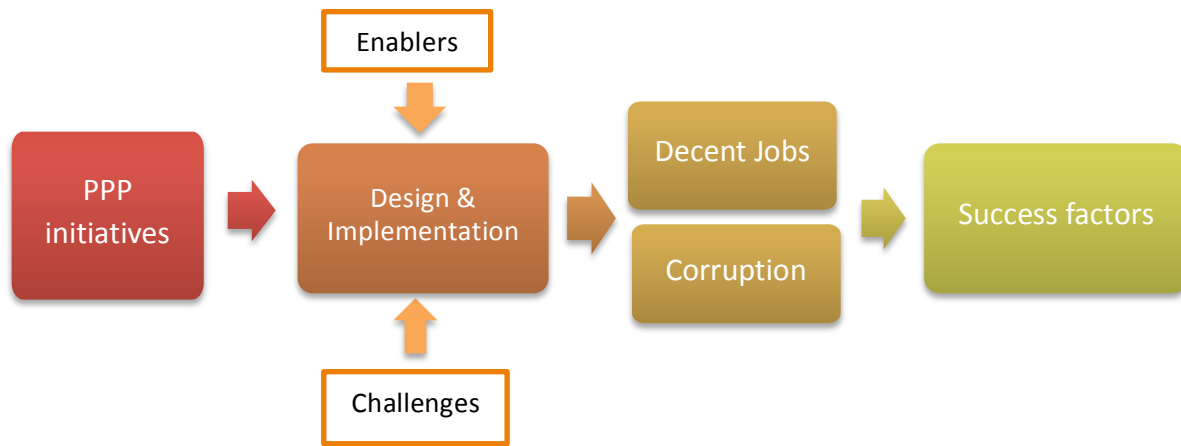 Enablers
PPP
initiatives
Design &
Implementation
Decent Jobs
Corruption
Success factors
Challenges